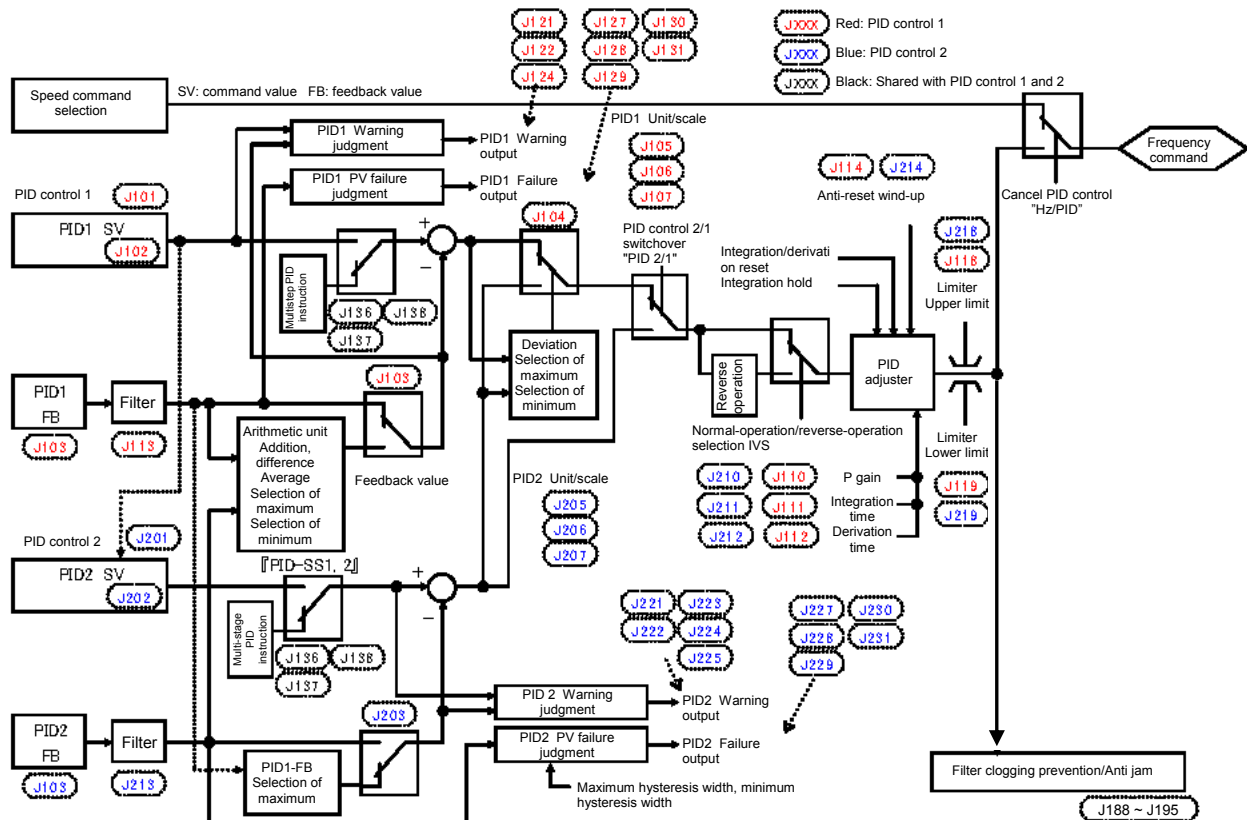 J121
J127
J130
J122
J128
J131
J124
J129
JXXX Red: PID control 1
JXXX Blue: PID control 2
JXXX Black: Shared with PID control 1 and 2
Speed command
selection
SV: command value FB: feedback value
PID1 Warning
judgment
PID1 Warning
output
PID1 PV failure
judgment
PID1 Failure
output
PID1 Unit/scale
J105
J106
J107
J114
J214
Anti-reset wind-up
Cancel PID control
"Hz/PID"
Frequency
command
PID control 1
J101
PID1 SV
J102
+
−
J104
PID control 2/1
switchover
"PID 2/1"
Integration/derivati
on reset
Integration hold
J218
J118
Limiter
Upper limit
Multistep PID
instruction
J136
J138
J137
Deviation
Selection of
maximum
Selection of
minimum
Reverse
operation
PID
adjuster
Normal-operation/reverse-operation
selection IVS
Limiter
Lower limit
J119
J219
PID1
FB
J103
Filter
J113
J103
Arithmetic unit
Addition,
difference
Average
Selection of
maximum
Selection of
minimum
Feedback value
PID2 Unit/scale
J205
J206
J207
J210
J110
J211
J111
J212
J112
P gain
Integration
time
Derivation
time
PID control 2
J201
PID2 SV
J202
『PID-SS1, 2』
+
−
Multi-stage
PID
instruction
J136
J138
J137
J221
J223
J222
J224
J225
J227
J230
J228
J231
J229
PID2
FB
J103
Filter
J213
J203
PID1-FB
Selection of
maximum
PID 2 Warning
judgment
PID2 Warning
output
PID2 PV failure
judgment
PID2 Failure
output
Maximum hysteresis width, minimum
hysteresis width
Filter clogging prevention/Anti jam
J188 ~ J195